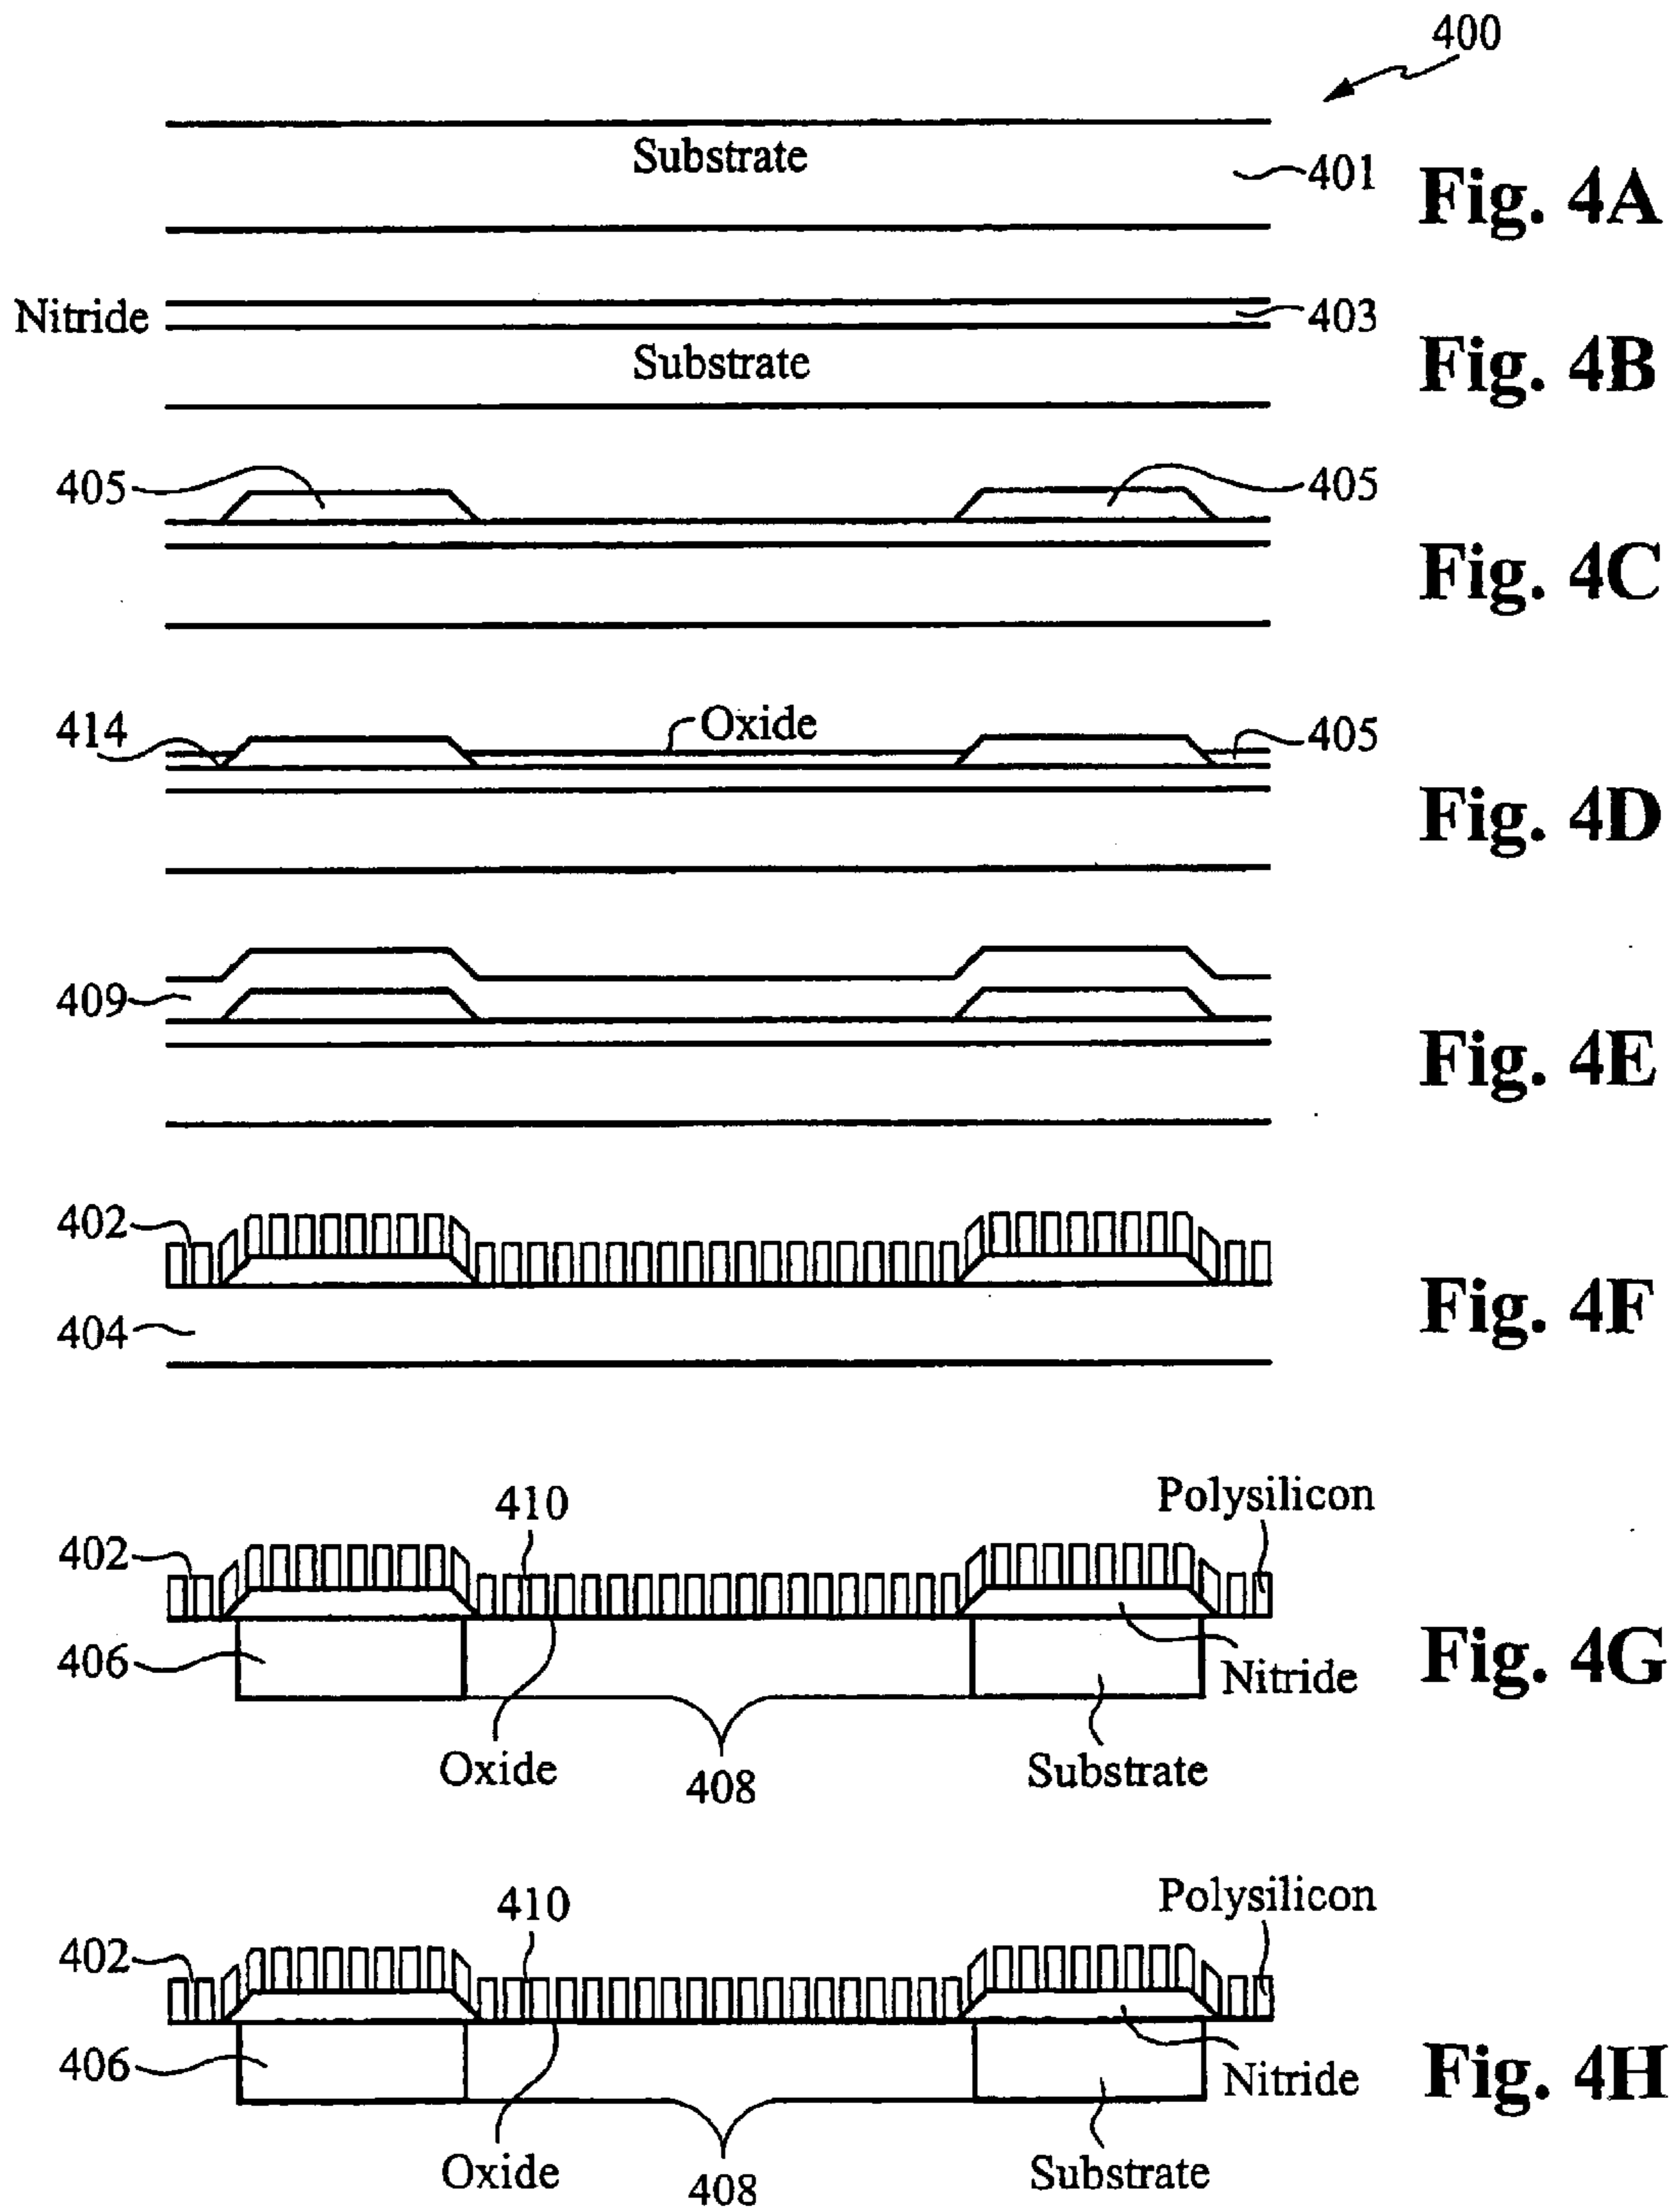 400
Substrate
401
Fig. 4A
Nitride
403
Substrate
Fig. 4B
405
405
Fig. 4C
414
Oxide
405
Fig. 4D
409
Fig. 4E
402
404
Fig. 4F
410
Polysilicon
402
406
Nitride
Fig. 4G
Oxide
408
Substrate
410
Polysilicon
402
406
Nitride
Fig. 4H
Oxide
408
Substrate